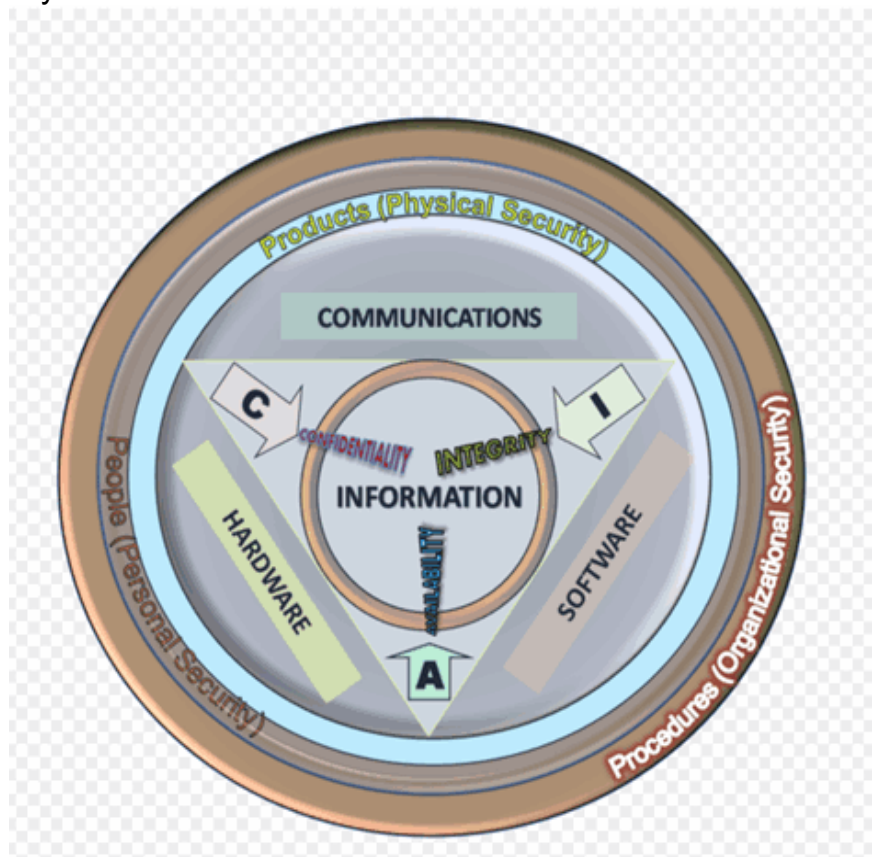 Products (Physical Security)
COMMUNICATIONS
C
I
CONFIDENTIALITY
INTEGRITY
INFORMATION
AVAILABILITY
A
HARDWARE
SOFTWARE
People (Personal Security)
Procedures (Organizational Security)